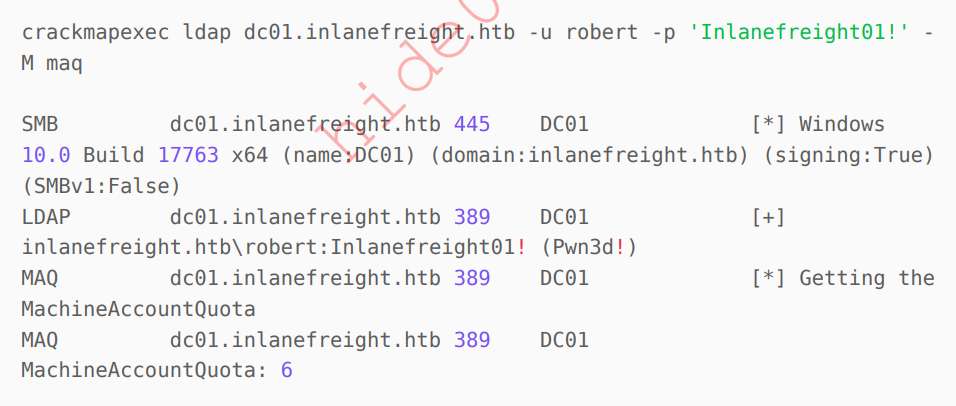 crackmapexec ldap dc01.inlanefreight.htb -u robert -p 'Inlanefreight01!' -
M maq
SMB dc01.inlanefreight.htb 445 DC01 [*] Windows
10.0 Build 17763 x64 (name:DC01) (domain:inlanefreight.htb) (signing:True)
(SMBv1:False)
LDAP dc01.inlanefreight.htb 389 DC01 [+]
inlanefreight.htb\robert:Inlanefreight01! (Pwn3d!)
MAQ dc01.inlanefreight.htb 389 DC01 [*] Getting the
MachineAccountQuota
MAQ dc01.inlanefreight.htb 389 DC01
MachineAccountQuota: 6
hide0